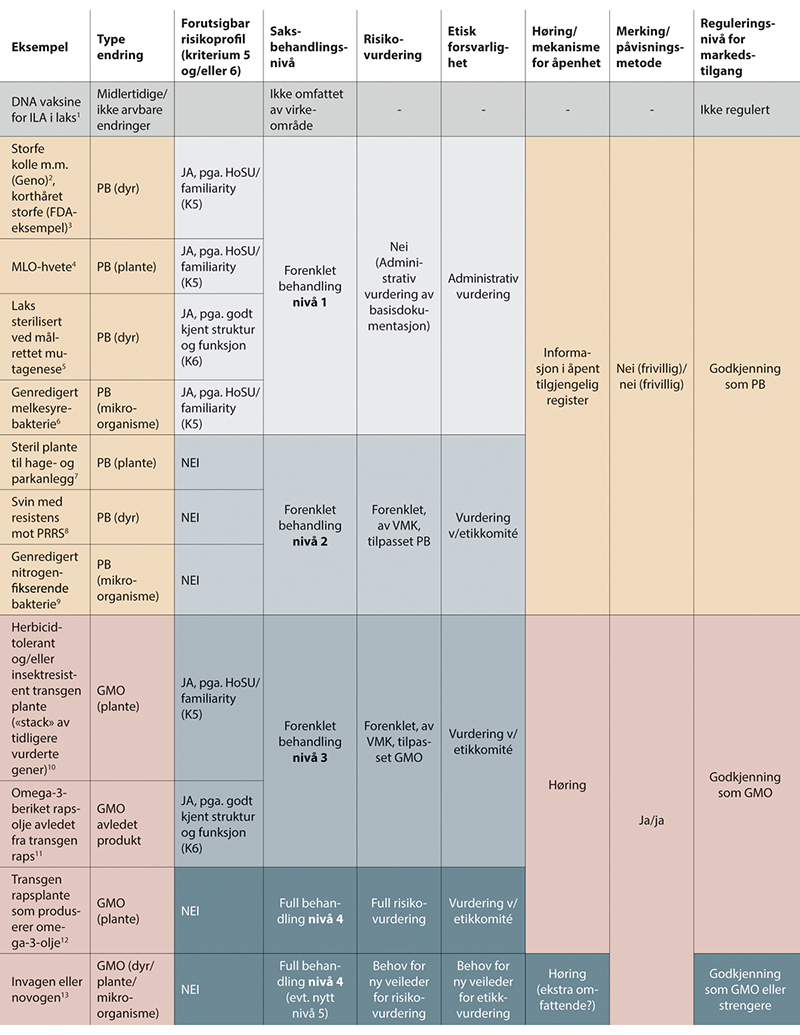 Eksempel
Type
endring
Forutsigbar
risikoprofil
(kriterium 5
og/eller 6)
Saks-
behandlings-
nivå
Risiko-
vurdering
Etisk
forsvarlig-
het
Høring/
mekanisme
for åpenhet
Merking/
påvisnings-
metode
Regulerings-
nivå for
markeds-
tilgang
DNA vaksine
for ILA i laks1
Midlertidige/
ikke arvbare
endringer
Ikke omfattet
av virke-
område
-
-
-
-
Ikke regulert
Storfe
kolle m.m.
(Geno)2,
korthåret
storfe (FDA-
eksempel)3
PB (dyr)
JA, pga. HoSU/
familiarity
(K5)
Forenklet
behandling
nivå 1
Nei
(Admini-
strativ
vurdering av
basisdoku-
mentasjon)
Administrativ
vurdering
Informa-
sjon i åpent
tilgjengelig
register
Nei (frivillig)/
nei (frivillig)
Godkjenning
som PB
MLO-hvete4
PB (plante)
JA, pga. HoSU/
familiarity
(K5)
Laks
sterilisert
ved mål-
rettet mu-
tagenese5
PB (dyr)
JA, pga. godt
kjent struktur
og funksjon
(K6)
Genredigert
melkesyre-
bakterie6
PB
(mikro-
organisme)
JA, pga. HoSU/
familiarity
(K5)
Steril plante
til hage- og
parkanlegg7
PB (plante)
NEI
Forenklet
behandling
nivå 2
Forenklet,
av VMK,
tilpasset PB
Vurdering
v/etikkomité
Svin med
resistens
mot PRRS8
PB (dyr)
NEI
Genredigert
nitrogen-
fikserende
bakterie9
PB
(mikro-
organisme)
NEI
Herbicid-
tolerant
og/eller
insektresist-
ent transgen
plante
(«stack» av
tidligere
vurderte
gener)10
GMO
(plante)
JA, pga. HoSU/
familiarity
(K5)
Forenklet
behandling
nivå 3
Forenklet, av
VMK, tilpas-
set GMO
Vurdering v/
etikkomité
Høring
Ja/ja
Godkjenning
som GMO
Omega-3-
beriket raps-
olje avledet
fra transgen
raps11
GMO
avledet
produkt
JA, pga. godt
kjent struktur
og funksjon
(K6)
Transgen
rapsplante
som produs-
erer ome-
ga-3-olje12
GMO
(plante)
NEI
Full behan-
dling nivå 4
Full risiko-
vurdering
Vurdering v/
etikkomité
Invagen eller
novogen13
GMO (dyr/
plante/
mikro-
organisme)
NEI
Full behan-
dling nivå 4
(evt. nytt
nivå 5)
Behov for
ny veileder
for risiko-
vurdering
Behov for
ny veileder
for etikk-
vurdering
Høring
(ekstra om-
fattende?)
Godkjenning
som GMO eller
strengere